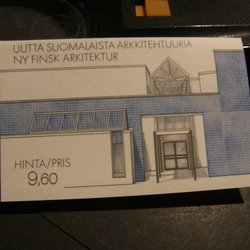 UUTTA SUOMALAISTA ARKKITEHTUURIA
NY FINSK ARKITEKTUR
HINTA/PRIS
9,60